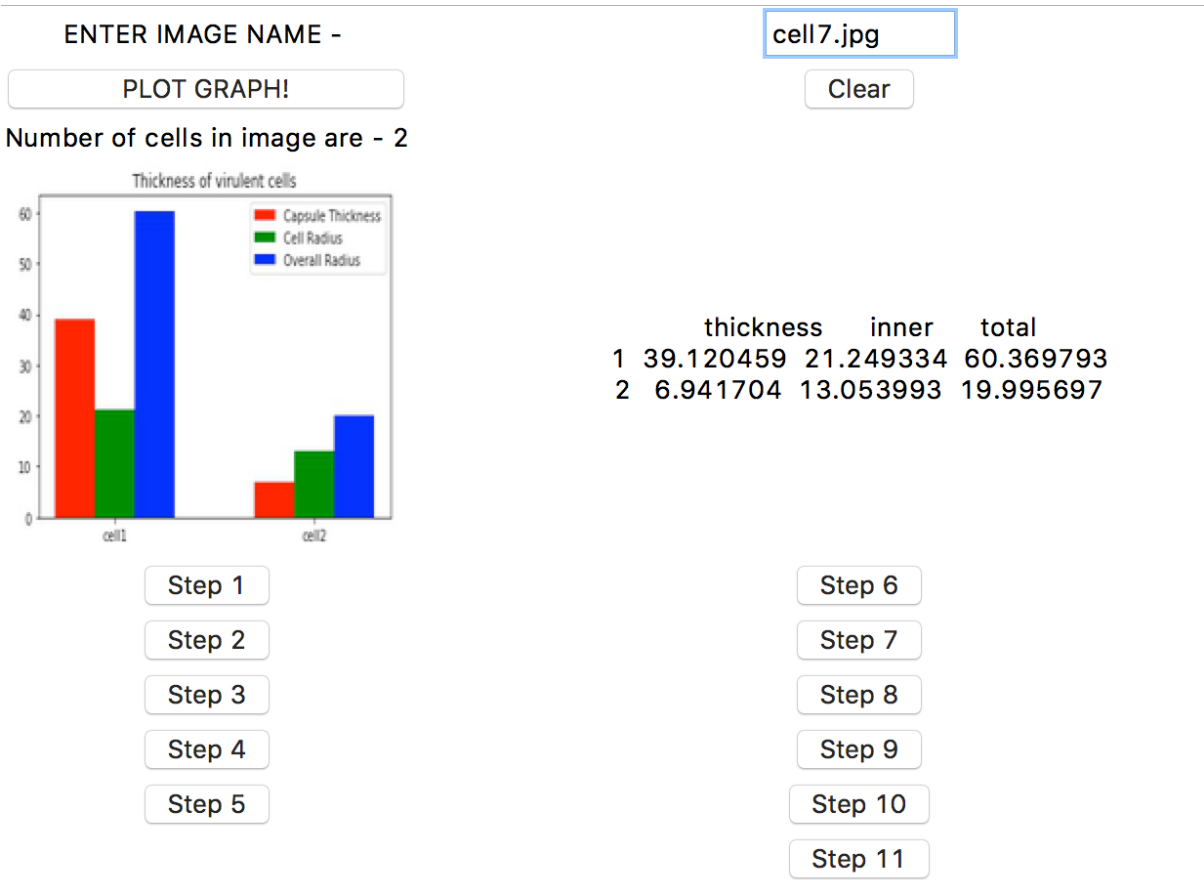 ENTER IMAGE NAME -
cell7.jpg
PLOT GRAPH!
Clear
Number of cells in image are - 2
Thickness of virulent cells
Capsule Thickness
Cell Radius
Overall Radius
60
50
40
30
20
10
0
cell1 cell2
thickness inner total
1 39.120459 21.249334 60.369793
2 6.941704 13.053993 19.995697
Step 1
Step 2
Step 3
Step 4
Step 5
Step 6
Step 7
Step 8
Step 9
Step 10
Step 11